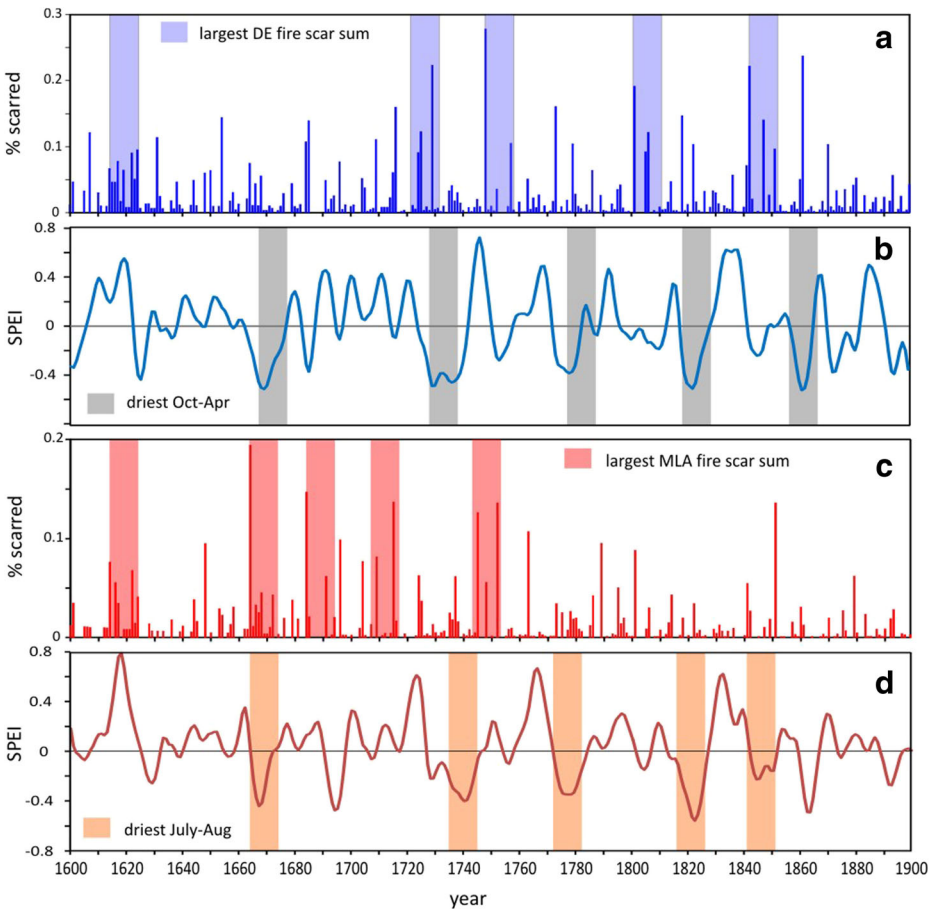 0.3
largest DE fire scar sum
a
0.2
% scarred
0.1
0
0.8
b
0.4
SPEI
0
-0.4
driest Oct-Apr
0.2
c
largest MLA fire scar sum
% scarred
0.1
0
0.8
d
0.4
SPEI
0
-0.4
driest July-Aug
-0.8
1600 1620 1640 1660 1680 1700 1720 1740 1760 1780 1800 1820 1840 1860 1880 1900
year